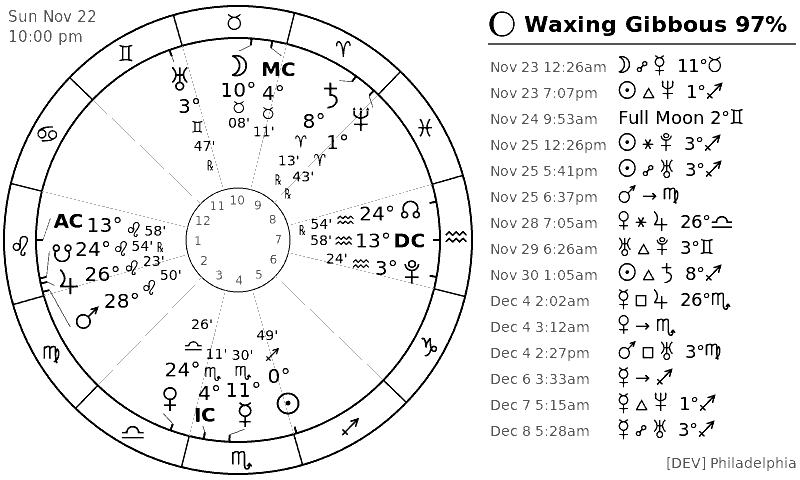 Sun Nov 22
10:00 pm
☽ MC
♅ 10° 4° ♄
3° ♉ ♉ 8° ♆
♊ 08' 11' ♈ 1°
47' 13' ♈
℞ ℞ 43'
℞
11 10 9
12 8
1 7
2 6
3 4 5
AC 13° ♌ 58'
☋ 24° ♌ 54' ℞
♃ 26° ♌ 23'
♂ 28° ♌ 50'
℞ 54' ♒ 24° ☊
58' ♒ 13° DC
24' ♒ 3° ♇
26' 49'
♎ 11' 30' ♐
24° ♏ ♏ 0°
♀ 4° 11° ☉
IC ☿
♉ ♈ ♓ ♒ ♑ ♐ ♏ ♎ ♍ ♌ ♋ ♊
Waxing Gibbous 97%
Nov 23 12:26am ☽ ☍ ☿ 11°♉
Nov 23 7:07pm ☉ △ ♆ 1°♐
Nov 24 9:53am Full Moon 2°♊
Nov 25 12:26pm ☉ ⚹ ♇ 3°♐
Nov 25 5:41pm ☉ ☍ ♅ 3°♐
Nov 25 6:37pm ♂ → ♍
Nov 28 7:05am ♀ ⚹ ♃ 26°♎
Nov 29 6:26am ♅ △ ♇ 3°♊
Nov 30 1:05am ☉ △ ♄ 8°♐
Dec 4 2:02am ☿ □ ♃ 26°♏
Dec 4 3:12am ♀ → ♏
Dec 4 2:27pm ♂ □ ♅ 3°♍
Dec 6 3:33am ☿ → ♐
Dec 7 5:15am ☿ △ ♆ 1°♐
Dec 8 5:28am ☿ ☍ ♅ 3°♐
[DEV] Philadelphia